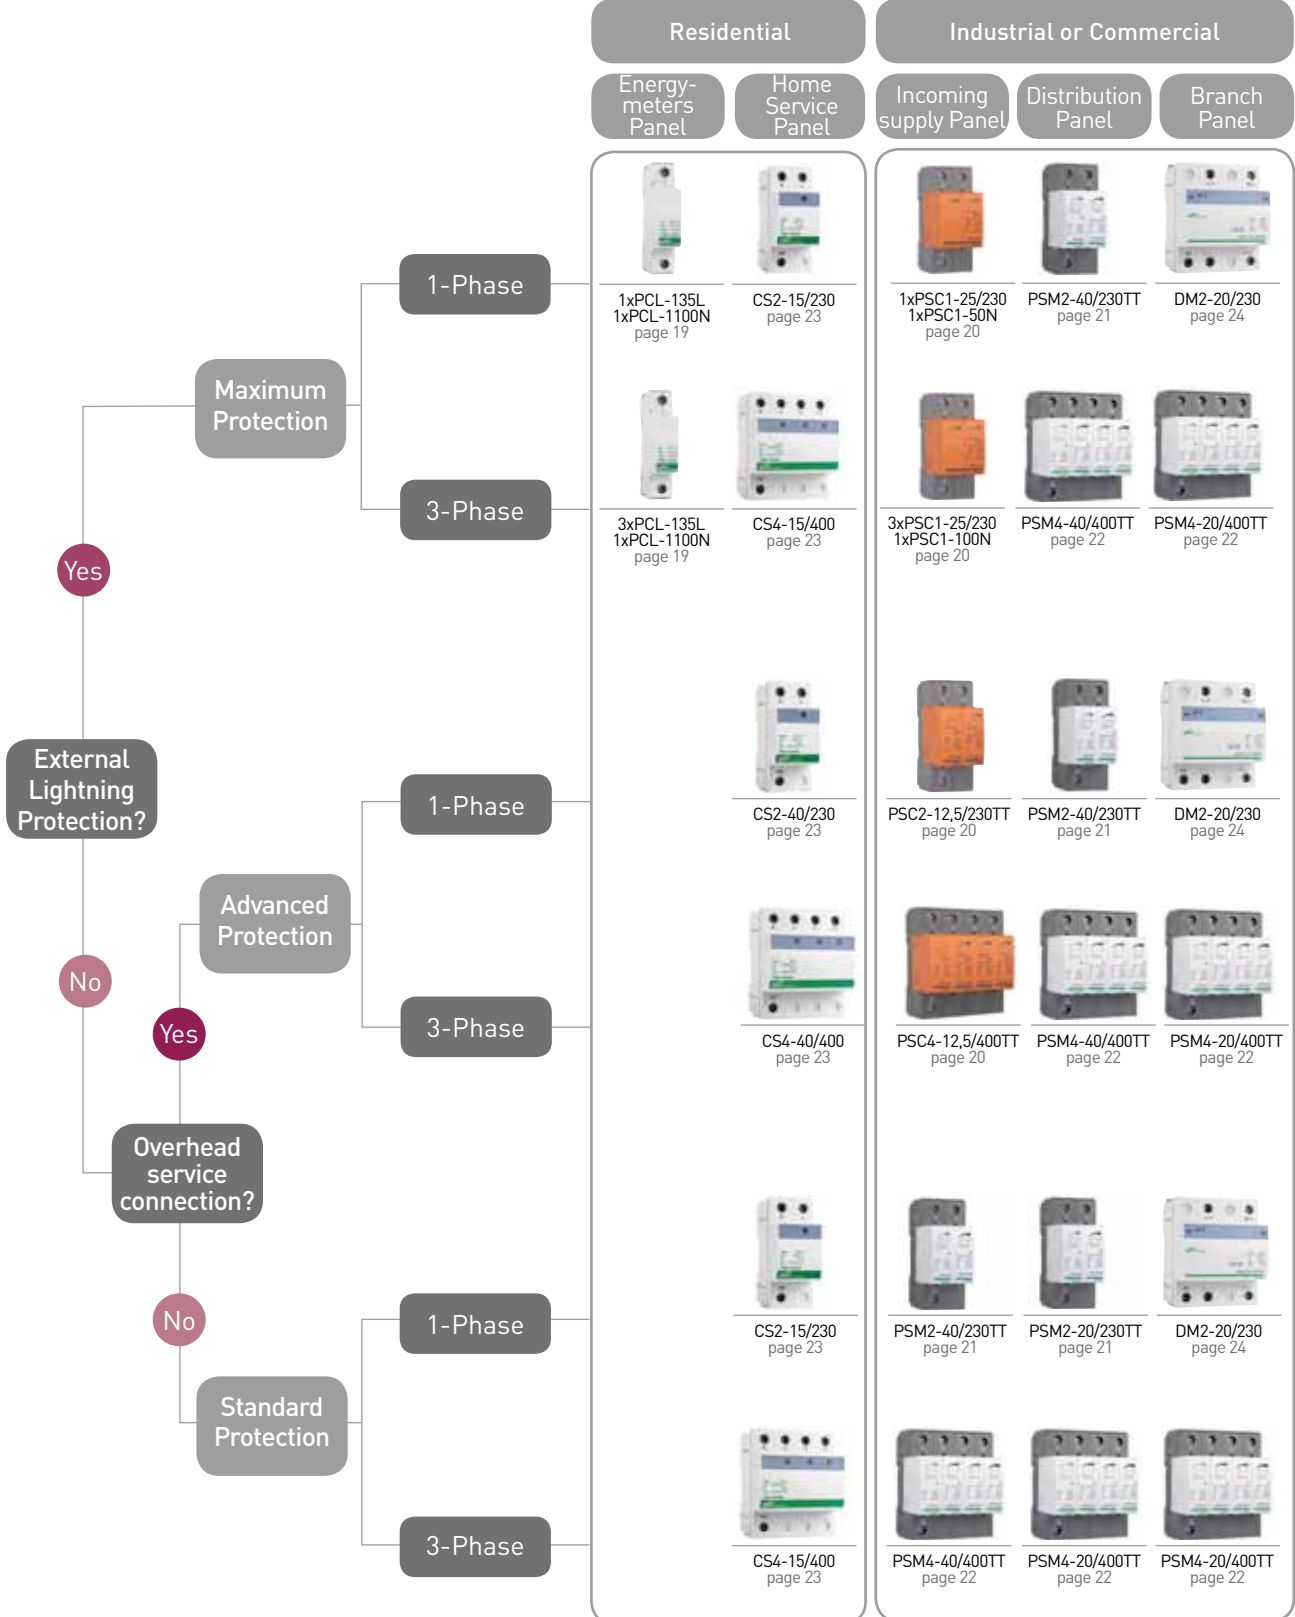 Residential
Industrial or Commercial
Energy-
meters
Panel
Home
Service
Panel
Incoming
supply Panel
Distribution
Panel
Branch
Panel
1-Phase
1xPCL-135L
1xPCL-1100N
page 19
CS2-15/230
page 23
1xPSC1-25/230
1xPSC1-50N
page 20
PSM2-40/230TT
page 21
DM2-20/230
page 24
Maximum
Protection
3-Phase
3xPCL-135L
1xPCL-1100N
page 19
CS4-15/400
page 23
3xPSC1-25/230
1xPSC1-100N
page 20
PSM4-40/400TT
page 22
PSM4-20/400TT
page 22
Yes
External
Lightning
Protection?
1-Phase
CS2-40/230
page 23
PSC2-12,5/230TT
page 20
PSM2-40/230TT
page 21
DM2-20/230
page 24
Advanced
Protection
No
Yes
3-Phase
CS4-40/400
page 23
PSC4-12,5/400TT
page 20
PSM4-40/400TT
page 22
PSM4-20/400TT
page 22
Overhead
service
connection?
No
1-Phase
CS2-15/230
page 23
PSM2-40/230TT
page 21
PSM2-20/230TT
page 21
DM2-20/230
page 24
Standard
Protection
3-Phase
CS4-15/400
page 23
PSM4-40/400TT
page 22
PSM4-20/400TT
page 22
PSM4-20/400TT
page 22